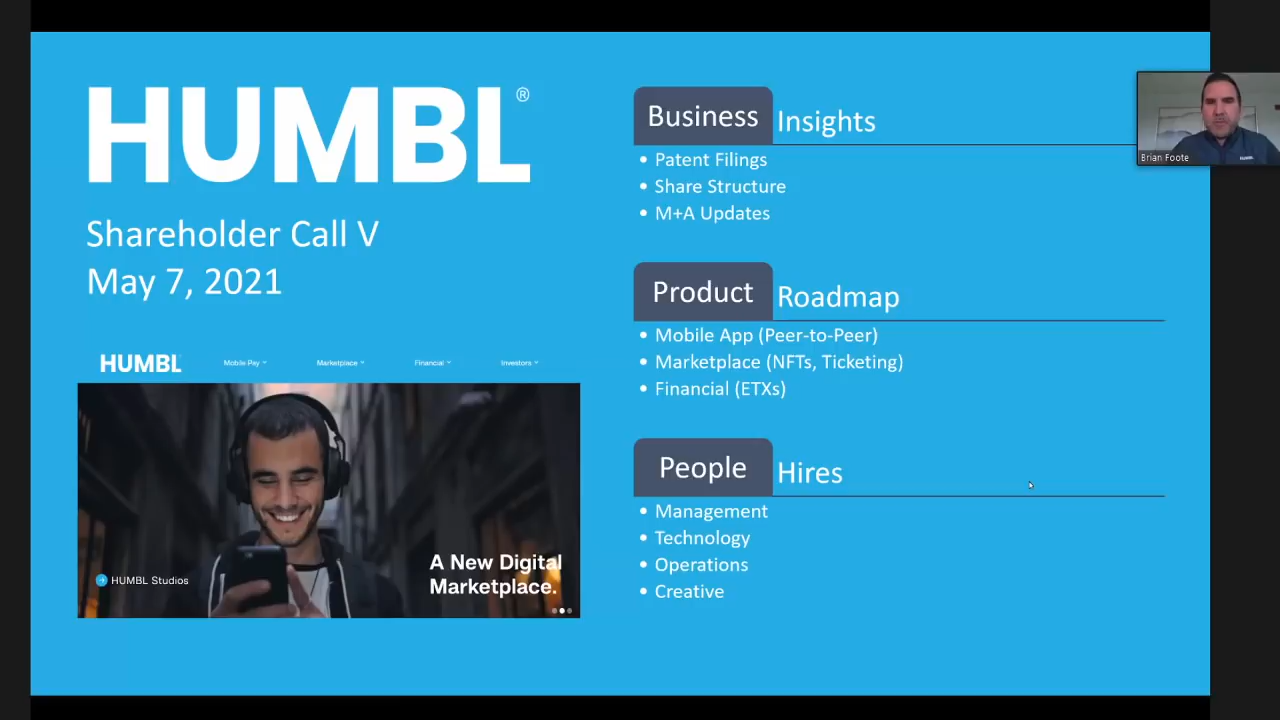 HUMBL®
Shareholder Call V
May 7, 2021
HUMBL
Mobile Pay
Marketplace
Financial
Investors
HUMBL Studios
A New Digital
Marketplace.
Business Insights
• Patent Filings
• Share Structure
• M+A Updates
Product Roadmap
• Mobile App (Peer-to-Peer)
• Marketplace (NFTs, Ticketing)
• Financial (ETXs)
People Hires
• Management
• Technology
• Operations
• Creative
Brian Foote